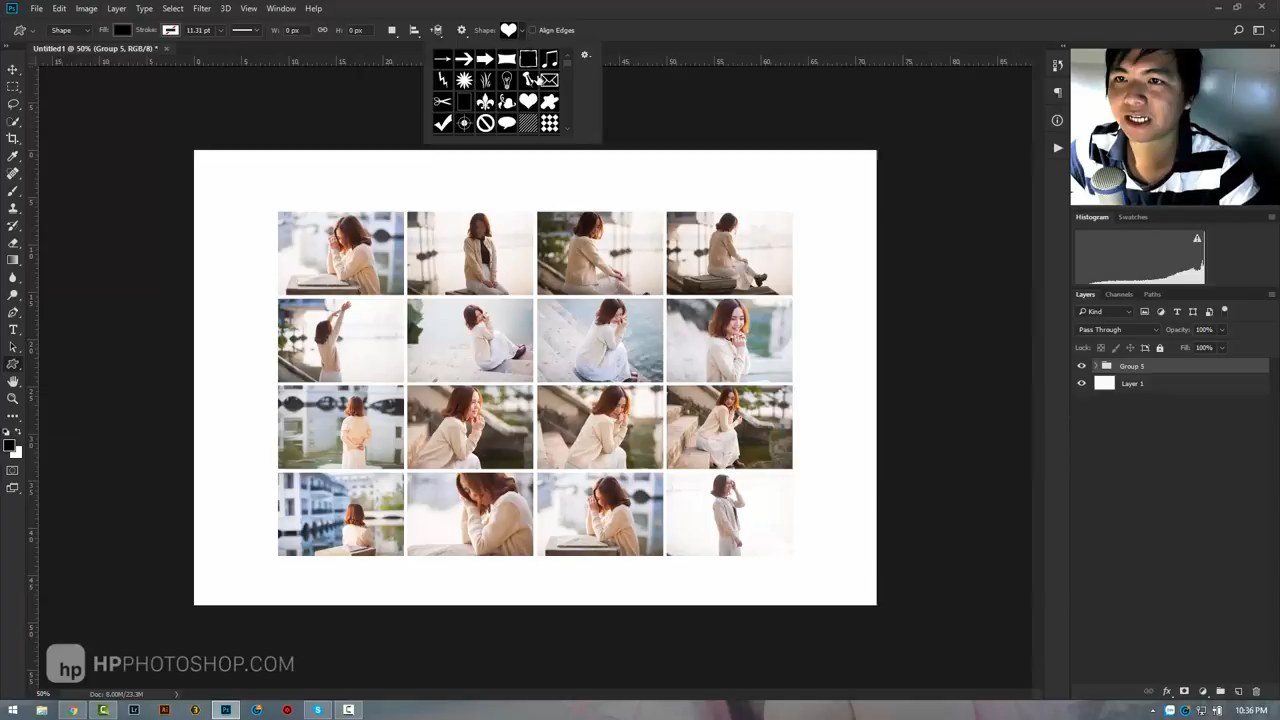 Ps File Edit Image Layer Type Select Filter 3D View Window Help
Shape Fill: Stroke: 11.31 pt W: 0 px H: 0 px Shape: Align Edges
Untitled1 @ 50% (Group 5, RGB/8) * ×
Histogram Swatches
Layers Channels Paths
Kind
Pass Through Opacity: 100%
Lock: Fill: 100%
Group 5
Layer 1
hp HPPHOTOSHOP.COM
50% Doc: 8.00M/23.3M
10:36 PM